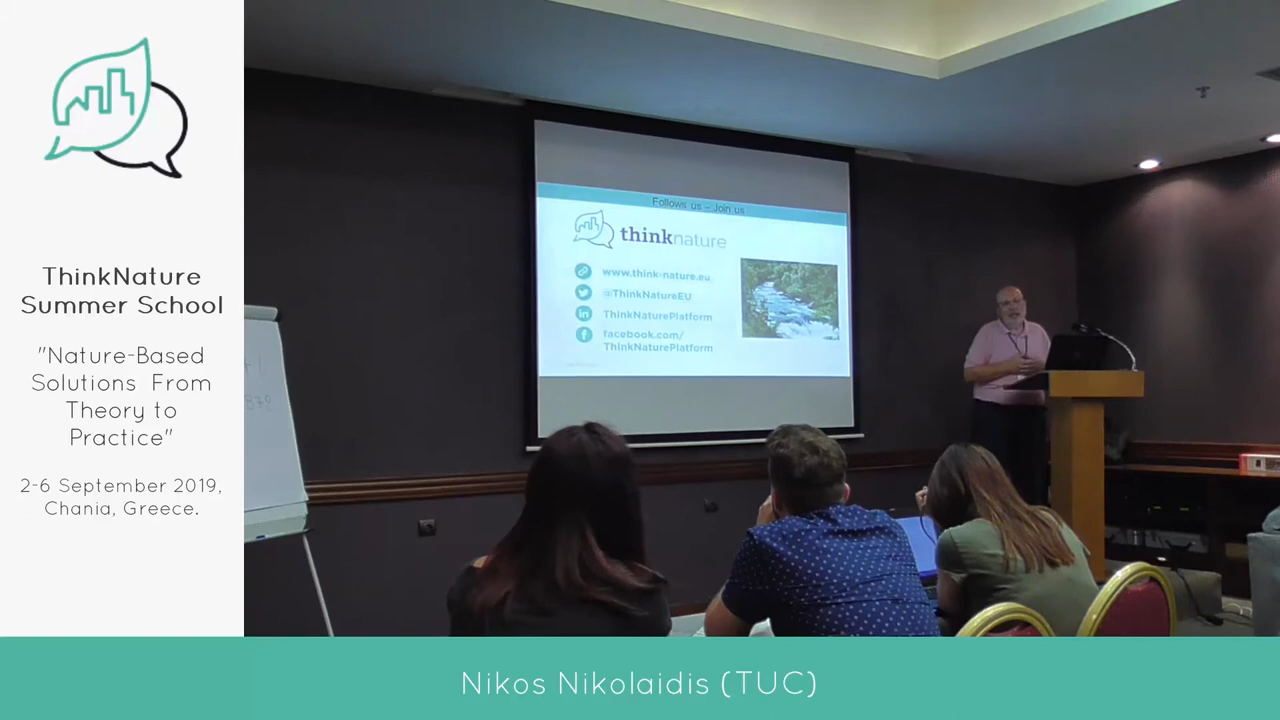 ThinkNature
Summer School
"Nature-Based
Solutions From
Theory to
Practice"
2-6 September 2019,
Chania, Greece.
Follows us – Join us
thinknature
www.think-nature.eu
@ThinkNatureEU
ThinkNaturePlatform
facebook.com/
ThinkNaturePlatform
Nikos Nikolaidis (TUC)